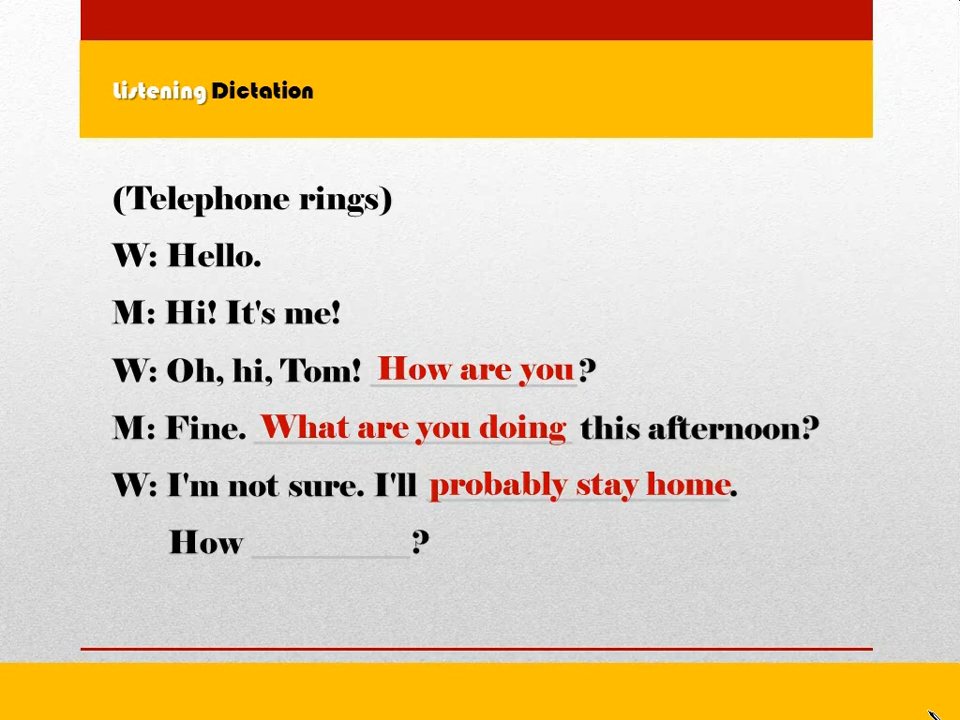 Listening Dictation
(Telephone rings)
W: Hello.
M: Hi! It's me!
W: Oh, hi, Tom! How are you?
M: Fine. What are you doing this afternoon?
W: I'm not sure. I'll probably stay home.
How __________?